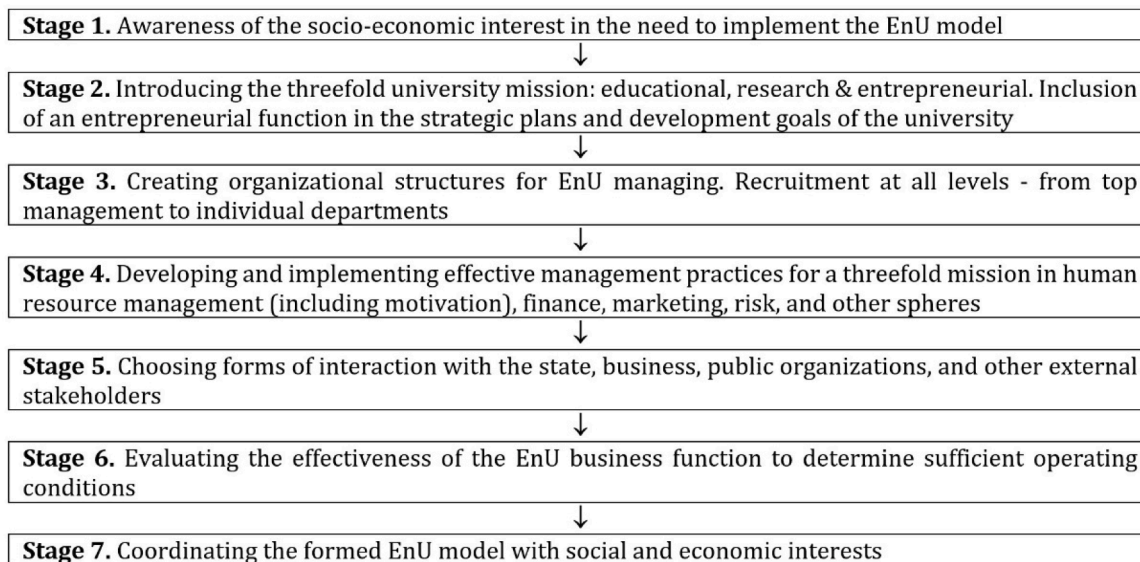 Stage 1. Awareness of the socio-economic interest in the need to implement the EnU model
↓
Stage 2. Introducing the threefold university mission: educational, research & entrepreneurial. Inclusion
of an entrepreneurial function in the strategic plans and development goals of the university
↓
Stage 3. Creating organizational structures for EnU managing. Recruitment at all levels - from top
management to individual departments
↓
Stage 4. Developing and implementing effective management practices for a threefold mission in human
resource management (including motivation), finance, marketing, risk, and other spheres
↓
Stage 5. Choosing forms of interaction with the state, business, public organizations, and other external
stakeholders
↓
Stage 6. Evaluating the effectiveness of the EnU business function to determine sufficient operating
conditions
↓
Stage 7. Coordinating the formed EnU model with social and economic interests